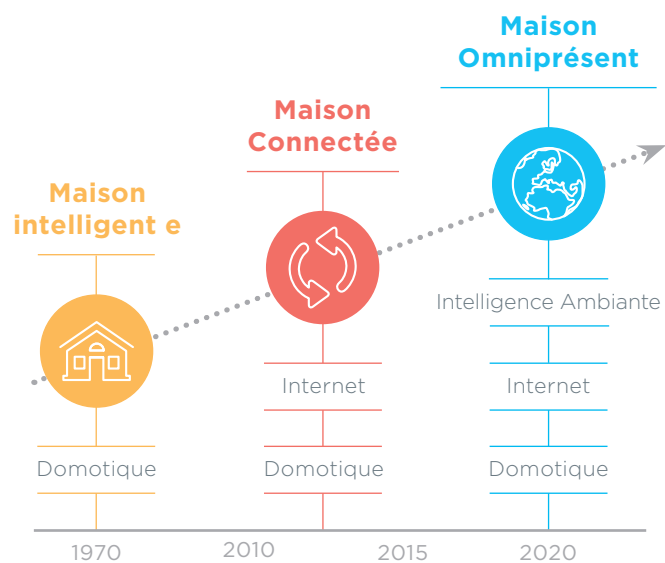 Maison
Omniprésent
Maison
Connectée
Maison
intelligent e
Intelligence Ambiante
Internet
Internet
Domotique
Domotique
Domotique
1970
2010
2015
2020